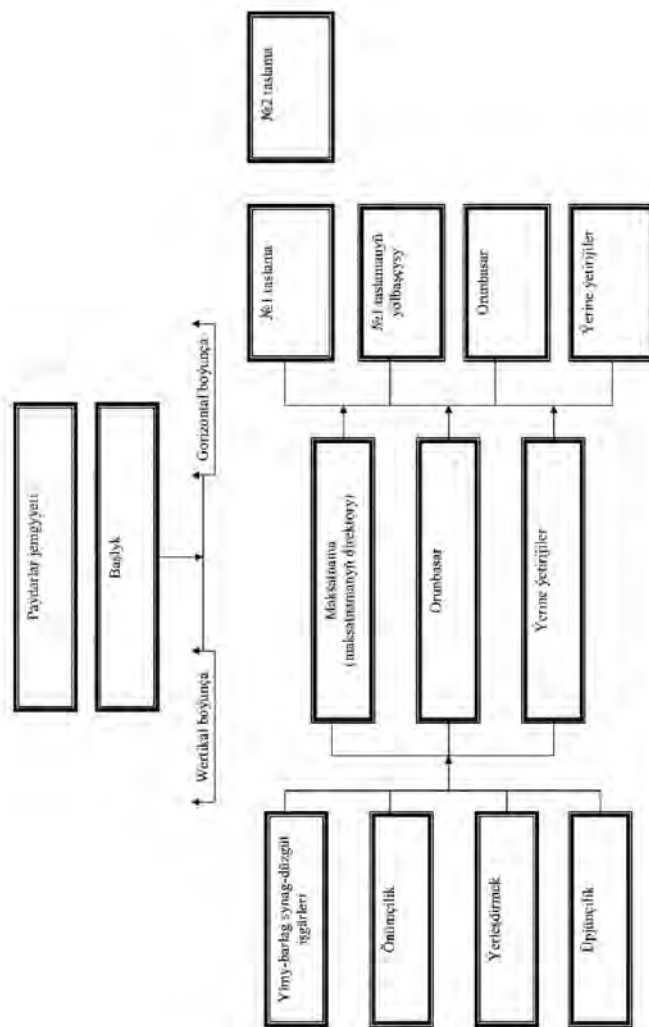 Paýdarlar jemgyýeti
Başlyk
Wertikal boýunça
Gorizontal boýunça
Ylmy-barlag synag-düzgüt
işgärleri
Önümçilik
Ýerleşdirmek
Üpjünçilik
Maksatnama
(maksatnamanyň direktory)
Orunbasar
Ýerine ýetirijiler
№1 taslama
№1 taslamanyň
ýolbaşçysy
Orunbasar
Ýerine ýetirijiler
№2 taslama